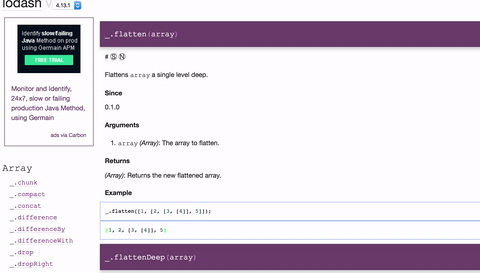 lodash
4.13.1
Identify slow/failing
Java Method on prod
using Germain APM
FREE TRIAL
Monitor and Identify,
24x7, slow or failing
production Java Method,
using Germain
ads via Carbon
Array
_.chunk
_.compact
_.concat
_.difference
_.differenceBy
_.differenceWith
_.drop
_.dropRight
_.flatten(array)
# Ⓢ Ⓝ
Flattens array a single level deep.
Since
0.1.0
Arguments
1. array (Array): The array to flatten.
Returns
(Array): Returns the new flattened array.
Example
_.flatten([1, [2, [3, [4]], 5]]);
[1, 2, [3, [4]], 5]
_.flattenDeep(array)